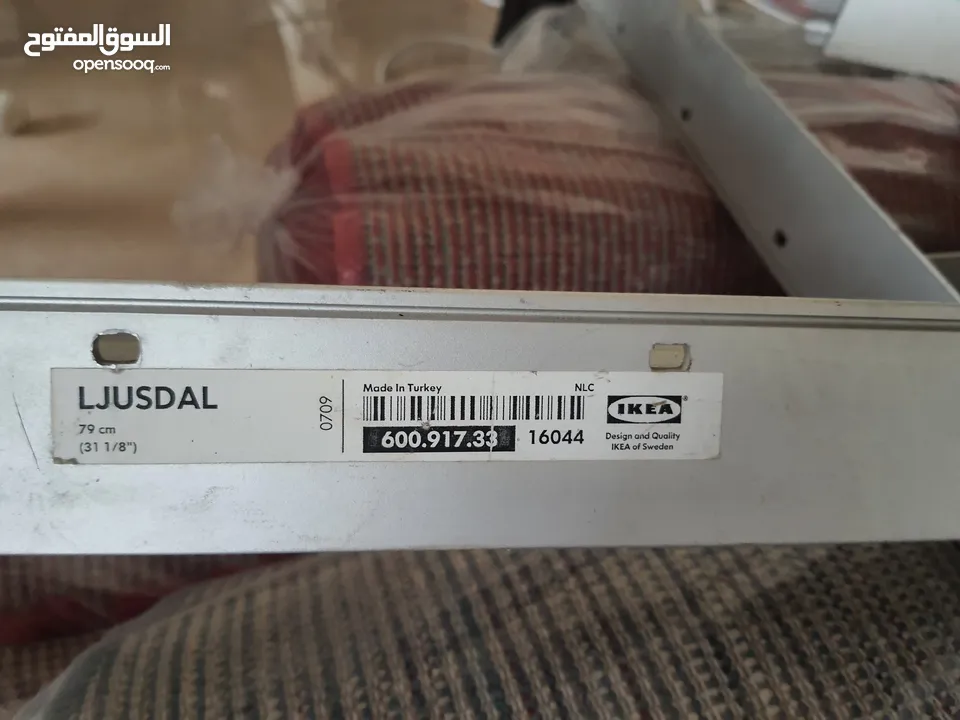 السوق المفتوح
opensooq.com
LJUSDAL
79 cm
(31 1/8")
0709
Made In Turkey
NLC
600.917.33
16044
IKEA
Design and Quality
IKEA of Sweden